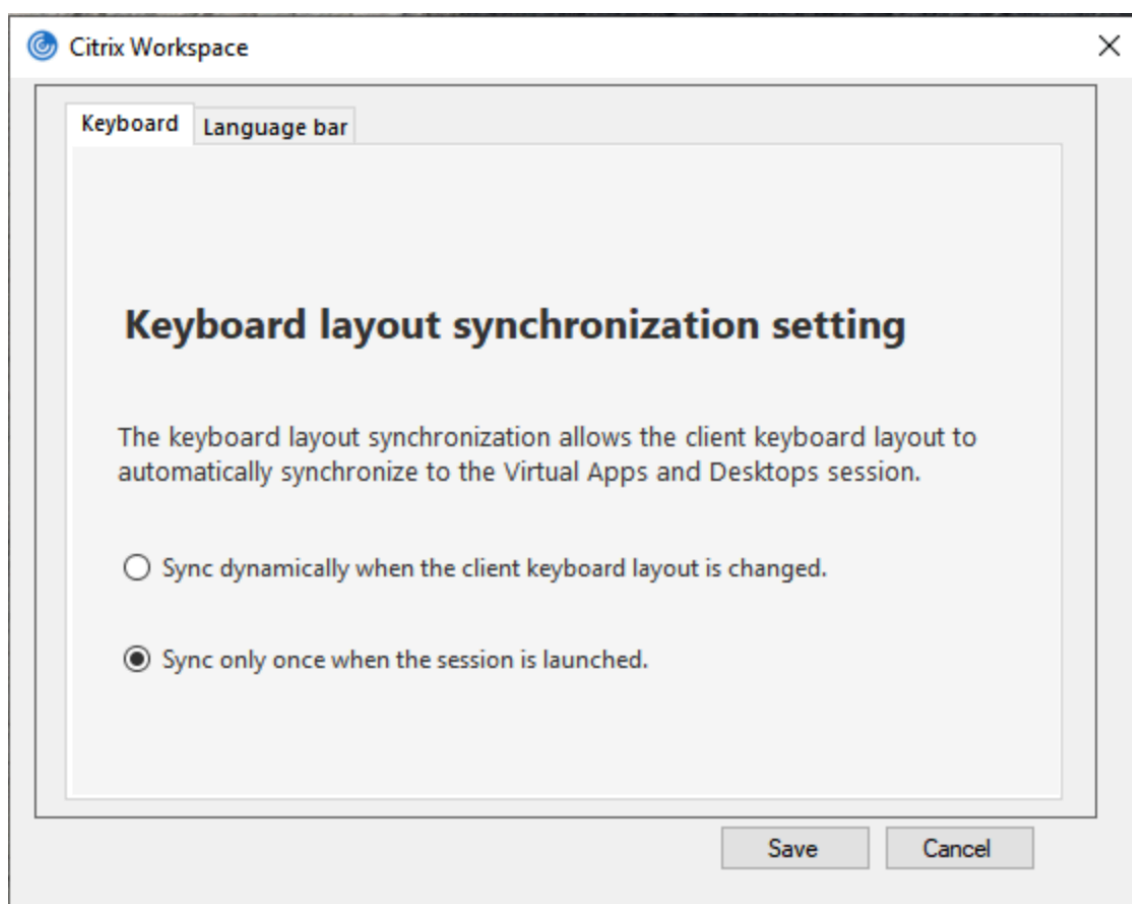 Citrix Workspace
Keyboard
Language bar
Keyboard layout synchronization setting
The keyboard layout synchronization allows the client keyboard layout to
automatically synchronize to the Virtual Apps and Desktops session.
Sync dynamically when the client keyboard layout is changed.
Sync only once when the session is launched.
Save
Cancel